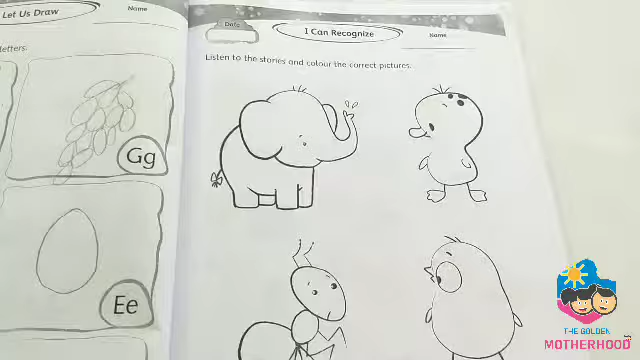 Let Us Draw
Name
letters.
Gg
Ee
Date
I Can Recognize
Name
Listen to the stories and colour the correct pictures.
THE GOLDEN
MOTHERHOOD